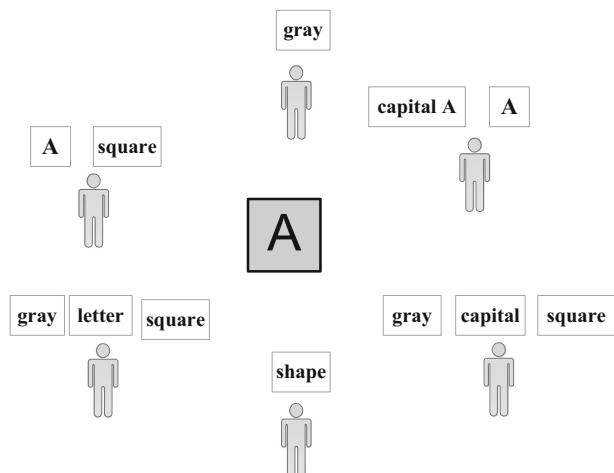 gray
capital A A
A square
A
gray letter square
gray capital square
shape